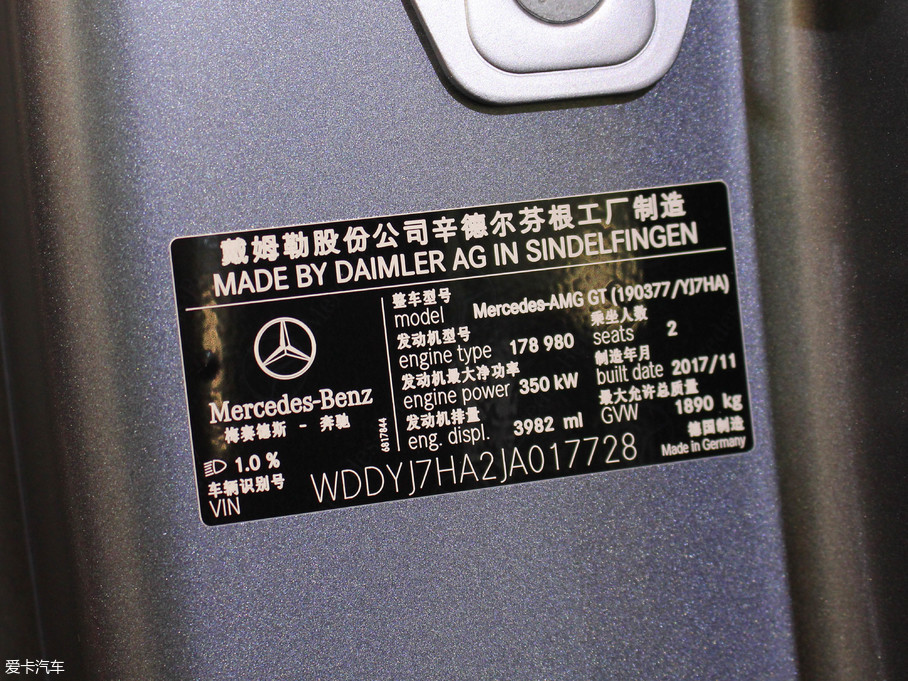 戴姆勒股份公司辛德尔芬根工厂制造
MADE BY DAIMLER AG IN SINDELFINGEN
Mercedes-Benz
梅赛德斯 - 奔驰
6817844
1.0 %
整车型号
model Mercedes-AMG GT (190377/YJ7HA)
发动机型号
engine type 178 980
乘坐人数
seats 2
发动机最大净功率
engine power 350 kW
制造年月
built date 2017/11
发动机排量
eng. displ. 3982 ml
最大允许总质量
GVW 1890 kg
车辆识别号
VIN WDDYJ7HA2JA017728
德国制造
Made in Germany
爱卡汽车